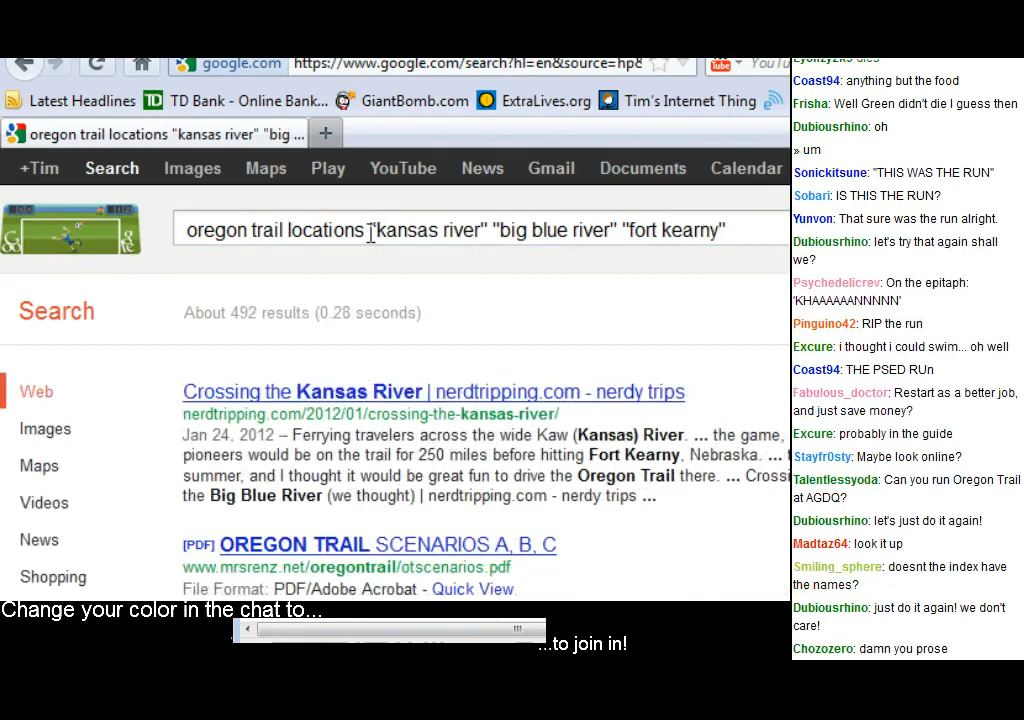 google.com https://www.google.com/search?hl=en&source=hp& You
Latest Headlines TD TD Bank - Online Bank... GiantBomb.com ExtraLives.org Tim's Internet Thing
oregon trail locations "kansas river" "big ... +
+Tim Search Images Maps Play YouTube News Gmail Documents Calendar
oregon trail locations "kansas river" "big blue river" "fort kearny"
Search About 492 results (0.28 seconds)
Web
Images
Maps
Videos
News
Shopping
Crossing the Kansas River | nerdtripping.com - nerdy trips
nerdtripping.com/2012/01/crossing-the-kansas-river/
Jan 24, 2012 – Ferrying travelers across the wide Kaw (Kansas) River. ... the game,
pioneers would be on the trail for 250 miles before hitting Fort Kearny, Nebraska. ...
summer, and I thought it would be great fun to drive the Oregon Trail there. ... Crossi
the Big Blue River (we thought) | nerdtripping.com - nerdy trips ...
[PDF] OREGON TRAIL SCENARIOS A, B, C
www.mrsrenz.net/oregontrail/otscenarios.pdf
File Format: PDF/Adobe Acrobat - Quick View
Change your color in the chat to...
...to join in!
Coast94: anything but the food
Frisha: Well Green didn't die I guess then
Dubiousrhino: oh
» um
Sonickitsune: "THIS WAS THE RUN"
Sobari: IS THIS THE RUN?
Yunvon: That sure was the run alright.
Dubiousrhino: let's try that again shall
we?
Psychedelicrev: On the epitaph:
'KHAAAAAANNNNN'
Pinguino42: RIP the run
Excure: i thought i could swim... oh well
Coast94: THE PSED RUn
Fabulous_doctor: Restart as a better job,
and just save money?
Excure: probably in the guide
Stayfr0sty: Maybe look online?
Talentlessyoda: Can you run Oregon Trail
at AGDQ?
Dubiousrhino: let's just do it again!
Madtaz64: look it up
Smiling_sphere: doesnt the index have
the names?
Dubiousrhino: just do it again! we don't
care!
Chozozero: damn you prose